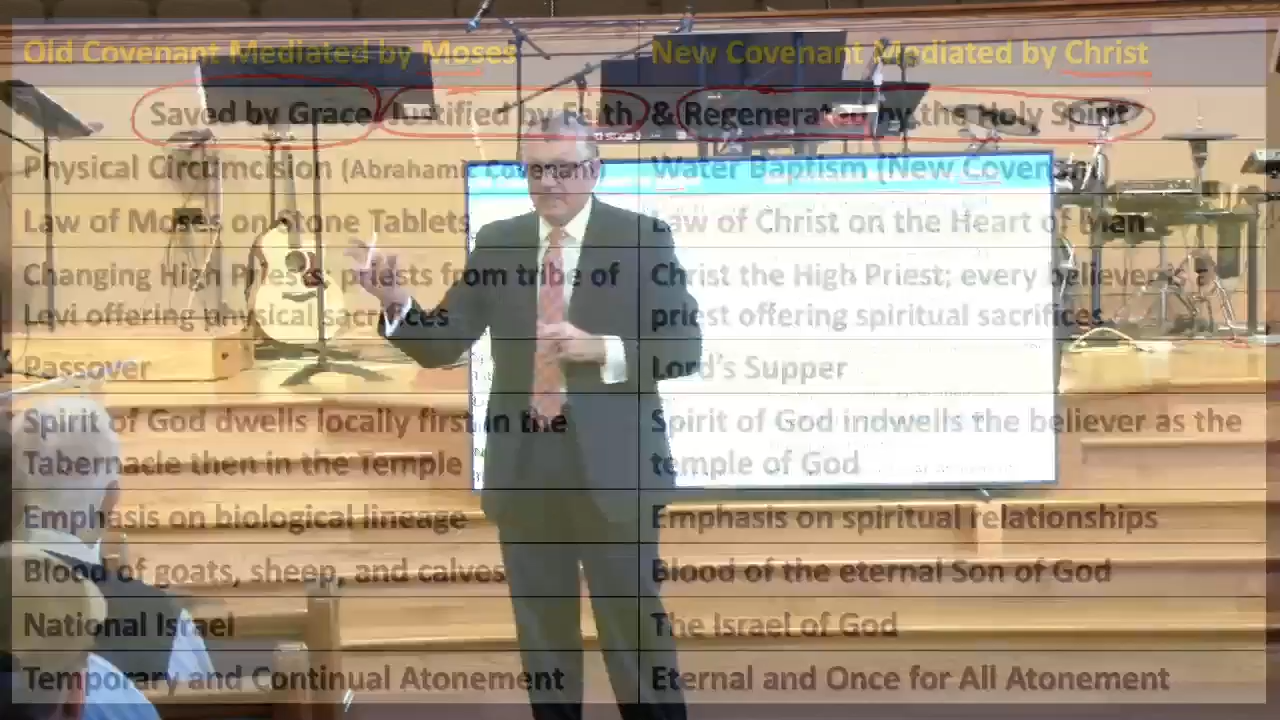 Old Covenant Mediated by Moses
New Covenant Mediated by Christ
Saved by Grace Justified by Faith & Regenerated by the Holy Spirit
Physical Circumcision (Abrahamic Covenant)
Water Baptism (New Covenant)
Law of Moses on Stone Tablets
Law of Christ on the Heart of Man
Changing High Priests; priests from tribe of
Levi offering physical sacrifices
Christ the High Priest; every believer
priest offering spiritual sacrifices
Passover
Lord's Supper
Spirit of God dwells locally first in the
Tabernacle then in the Temple
Spirit of God indwells the believer as the
temple of God
Emphasis on biological lineage
Emphasis on spiritual relationships
Blood of goats, sheep, and calves
Blood of the eternal Son of God
National Israel
The Israel of God
Temporary and Continual Atonement
Eternal and Once for All Atonement